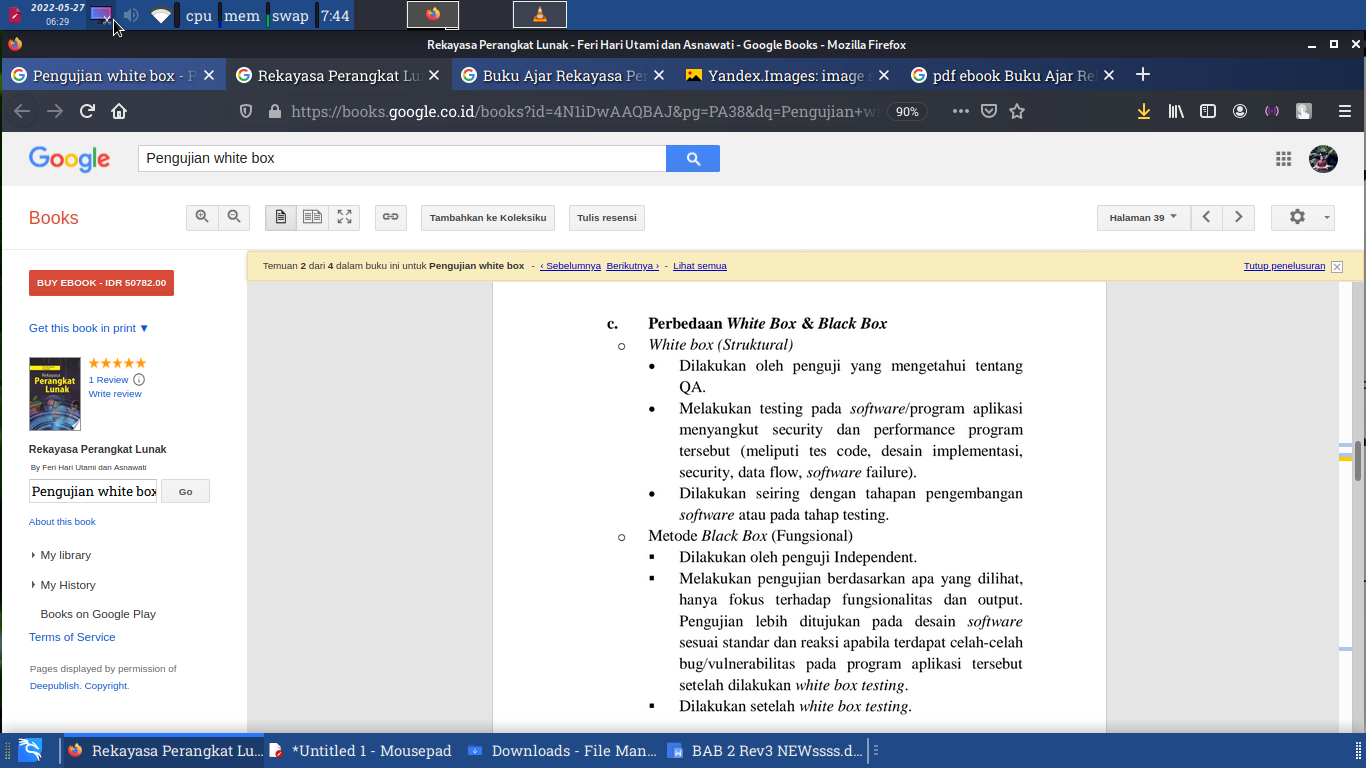 2022-05-27
06:29
cpu mem swap 7:44
Rekayasa Perangkat Lunak - Feri Hari Utami dan Asnawati - Google Books - Mozilla Firefox
Pengujian white box - P
Rekayasa Perangkat Lu
Buku Ajar Rekayasa Pe
Yandex.Images: image s
pdf ebook Buku Ajar Re
https://books.google.co.id/books?id=4N1iDwAAQBAJ&pg=PA38&dq=Pengujian+w
90%
Google
Pengujian white box
Books
Tambahkan ke Koleksiku
Tulis resensi
Halaman 39
BUY EBOOK - IDR 50782.00
Get this book in print ▼
Rekayasa
Perangkat
Lunak
1 Review
Write review
Rekayasa Perangkat Lunak
By Feri Hari Utami dan Asnawati
Pengujian white box
Go
About this book
My library
My History
Books on Google Play
Terms of Service
Pages displayed by permission of
Deepublish. Copyright.
Temuan 2 dari 4 dalam buku ini untuk Pengujian white box - ‹ Sebelumnya Berikutnya › - Lihat semua
Tutup penelusuran
c. Perbedaan White Box & Black Box
o White box (Struktural)
• Dilakukan oleh penguji yang mengetahui tentang
QA.
• Melakukan testing pada software/program aplikasi
menyangkut security dan performance program
tersebut (meliputi tes code, desain implementasi,
security, data flow, software failure).
• Dilakukan seiring dengan tahapan pengembangan
software atau pada tahap testing.
o Metode Black Box (Fungsional)
▪ Dilakukan oleh penguji Independent.
▪ Melakukan pengujian berdasarkan apa yang dilihat,
hanya fokus terhadap fungsionalitas dan output.
Pengujian lebih ditujukan pada desain software
sesuai standar dan reaksi apabila terdapat celah-celah
bug/vulnerabilitas pada program aplikasi tersebut
setelah dilakukan white box testing.
▪ Dilakukan setelah white box testing.
Rekayasa Perangkat Lu...
*Untitled 1 - Mousepad
Downloads - File Man...
BAB 2 Rev3 NEWssss.d...